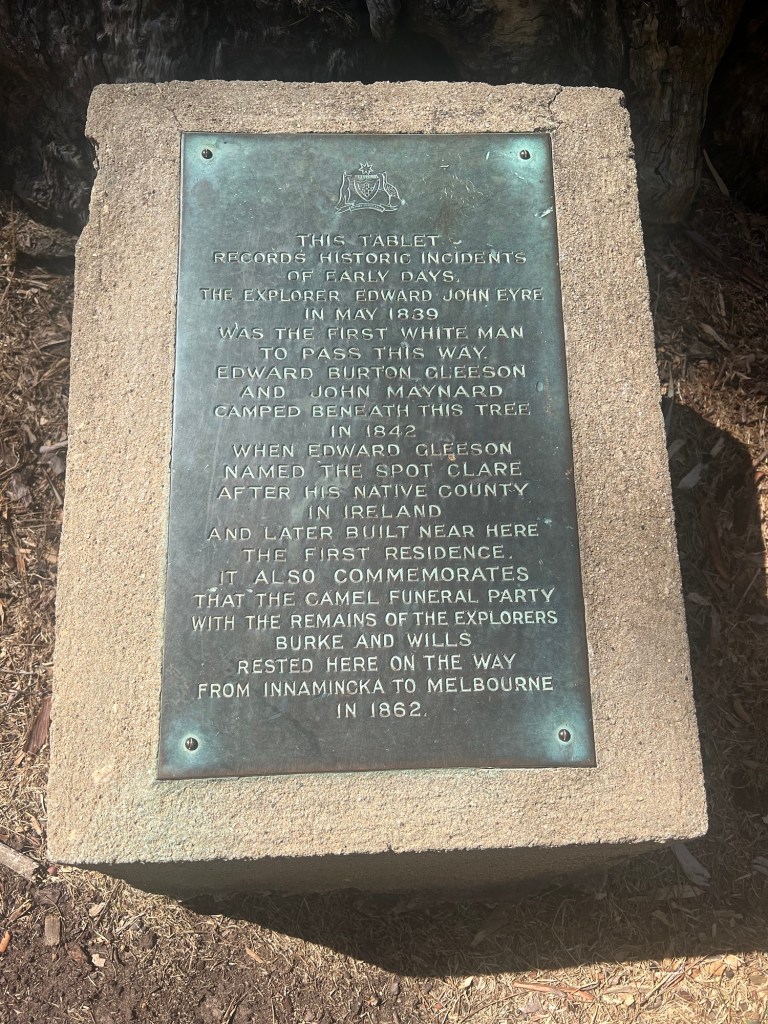 THIS TABLET
RECORDS HISTORIC INCIDENTS
OF EARLY DAYS.
THE EXPLORER EDWARD JOHN EYRE
IN MAY 1839
WAS THE FIRST WHITE MAN
TO PASS THIS WAY.
EDWARD BURTON GLEESON
AND JOHN MAYNARD
CAMPED BENEATH THIS TREE
IN 1842
WHEN EDWARD GLEESON
NAMED THE SPOT CLARE
AFTER HIS NATIVE COUNTY
IN IRELAND
AND LATER BUILT NEAR HERE
THE FIRST RESIDENCE.
IT ALSO COMMEMORATES
THAT THE CAMEL FUNERAL PARTY
WITH THE REMAINS OF THE EXPLORERS
BURKE AND WILLS
RESTED HERE ON THE WAY
FROM INNAMINCKA TO MELBOURNE
IN 1862.